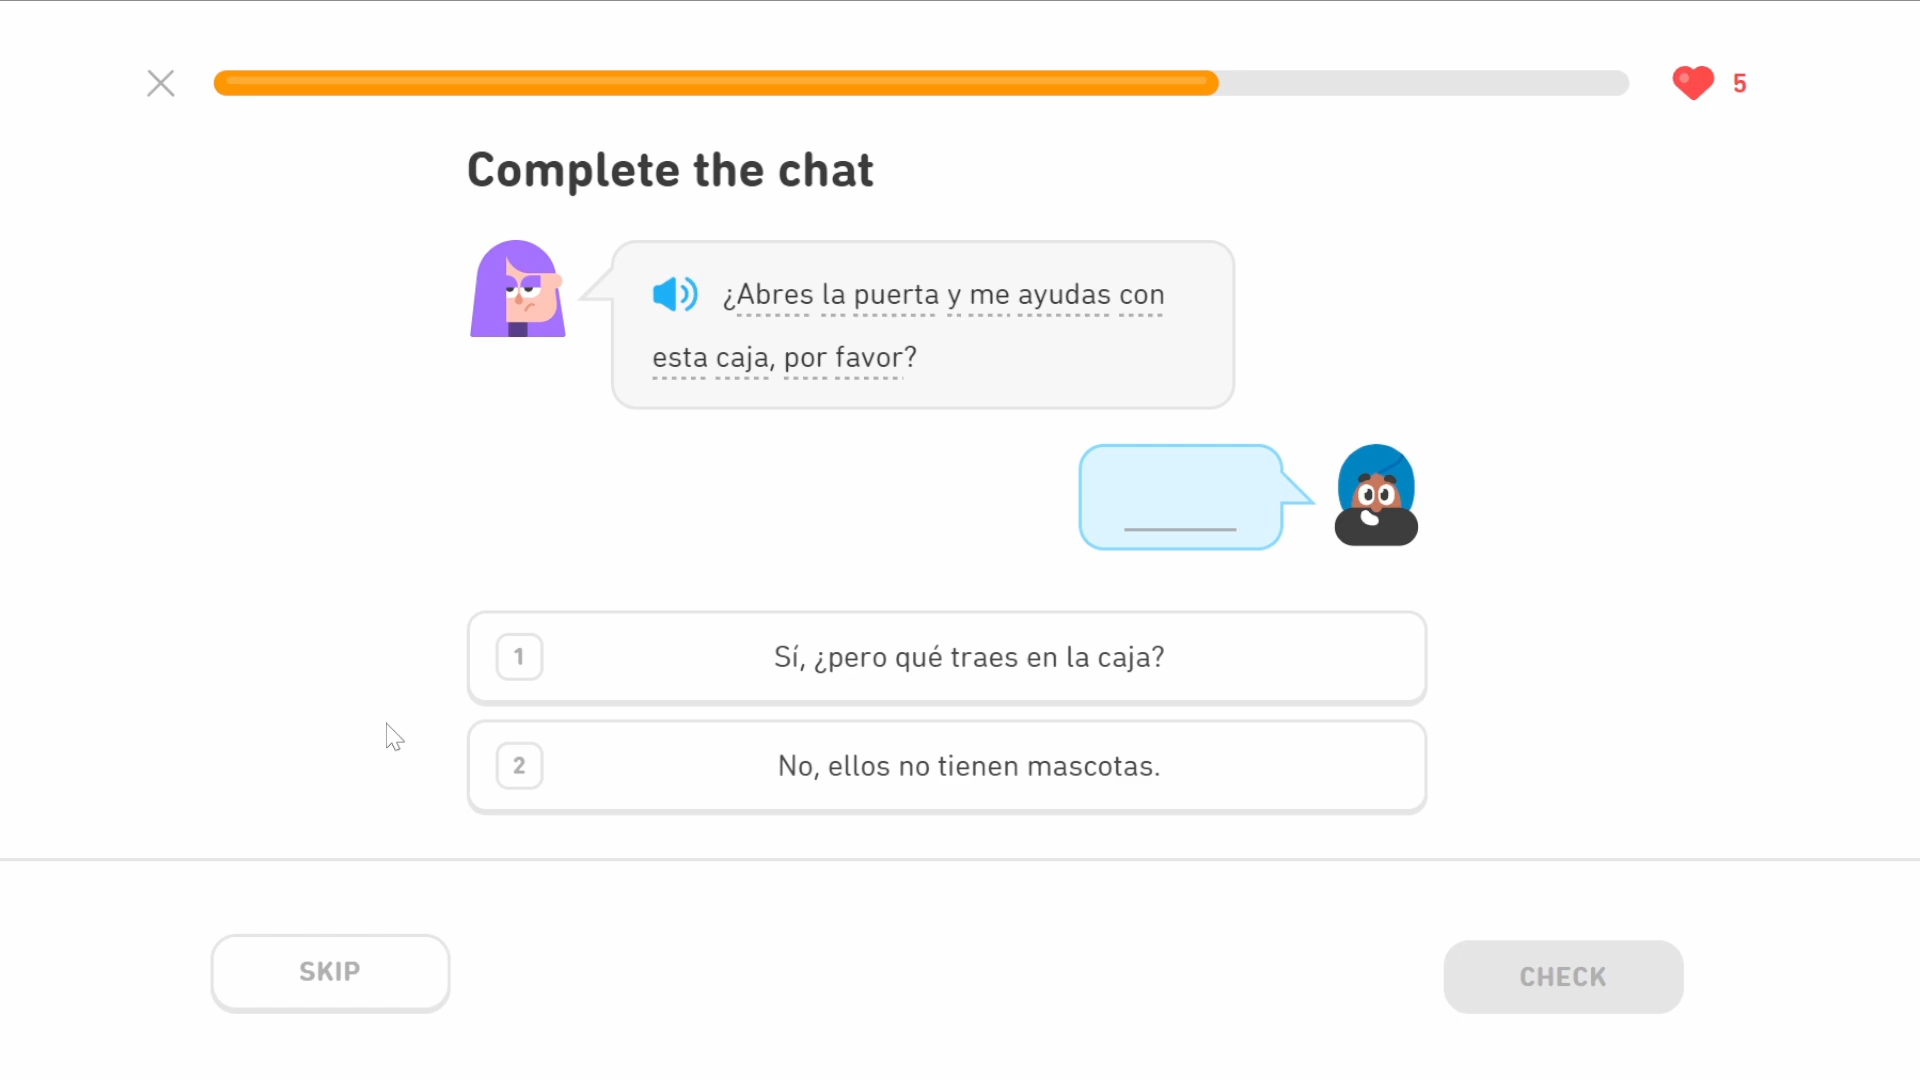 5
Complete the chat
¿Abres la puerta y me ayudas con
esta caja, por favor?
1 Sí, ¿pero qué traes en la caja?
2 No, ellos no tienen mascotas.
SKIP
CHECK